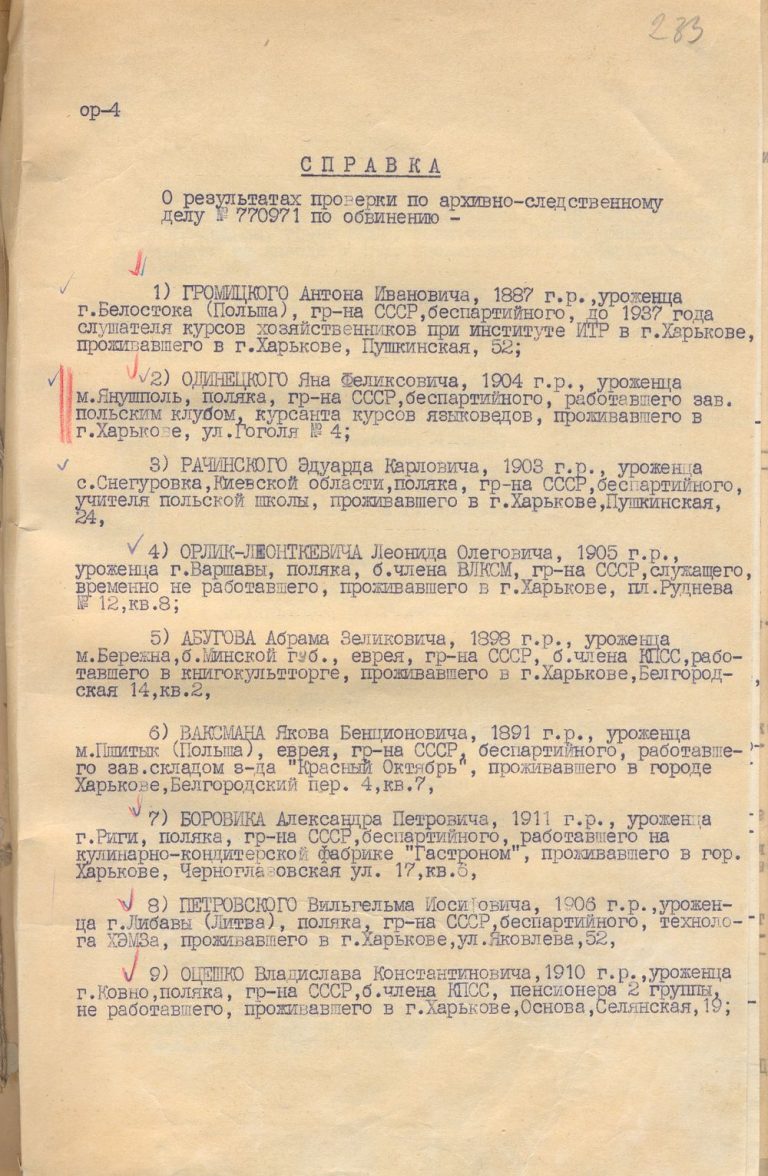 283
ор-4
СПРАВКА
О результатах проверки по архивно-следственному
делу № 770971 по обвинению -
1) ГРОМИЦКОГО Антона Ивановича, 1887 г.р.,уроженца
г.Белостока (Польша), гр-на СССР,беспартийного, до 1937 года
слушателя курсов хозяйственников при институте ИТР в г.Харькове,
проживавшего в г.Харькове, Пушкинская, 52;
2) ОДИНЕЦКОГО Яна Феликсовича, 1904 г.р., уроженца
м.Янушполь, поляка, гр-на СССР,беспартийного, работавшего зав.
польским клубом, курсанта курсов языковедов, проживавшего в
г.Харькове, ул.Гоголя № 4;
3) РАЧИНСКОГО Эдуарда Карловича, 1903 г.р., уроженца
с.Снегуровка,Киевской области,поляка, гр-на СССР,беспартийного,
учителя польской школы, проживавшего в г.Харькове,Пушкинская,
24,
4) ОРЛИК-ЛЕОНТКЕВИЧА Леонида Олеговича, 1905 г.р.,
уроженца г.Варшавы, поляка, б.члена ВЛКСМ, гр-на СССР,служащего,
временно не работавшего, проживавшего в г.Харькове, пл.Руднева
№ 12,кв.8;
5) АБУГОВА Абрама Зеликовича, 1898 г.р., уроженца
м.Бережна,б.Минской губ., еврея, гр-на СССР, б.члена КПСС,рабо-
тавшего в книгокультторге, проживавшего в г.Харькове,Белгород-
ская 14,кв.2,
6) ВАКСМАНА Якова Бенционовича, 1891 г.р., уроженца
м.Пшитык (Польша), еврея, гр-на СССР, беспартийного, работавше-
го зав.складом з-да "Красный Октябрь", проживавшего в городе
Харькове,Белгородский пер. 4,кв.7,
7) БОРОВИКА Александра Петровича, 1911 г.р., уроженца
г.Риги, поляка, гр-на СССР,беспартийного, работавшего на
кулинарно-кондитерской фабрике "Гастроном", проживавшего в гор.
Харькове, Черноглазовская ул. 17,кв.6,
8) ПЕТРОВСКОГО Вильгельма Иосиповича, 1906 г.р.,урожен-
ца г.Либавы (Литва), поляка, гр-на СССР,беспартийного, техноло-
га ХЭМЗа, проживавшего в г.Харькове,ул.Яковлева,52,
9) ОЦЕШКО Владислава Константиновича,1910 г.р.,уроженца
г.Ковно,поляка, гр-на СССР,б.члена КПСС, пенсионера 2 группы,
не работавшего, проживавшего в г.Харькове,Основа,Селянская,19;